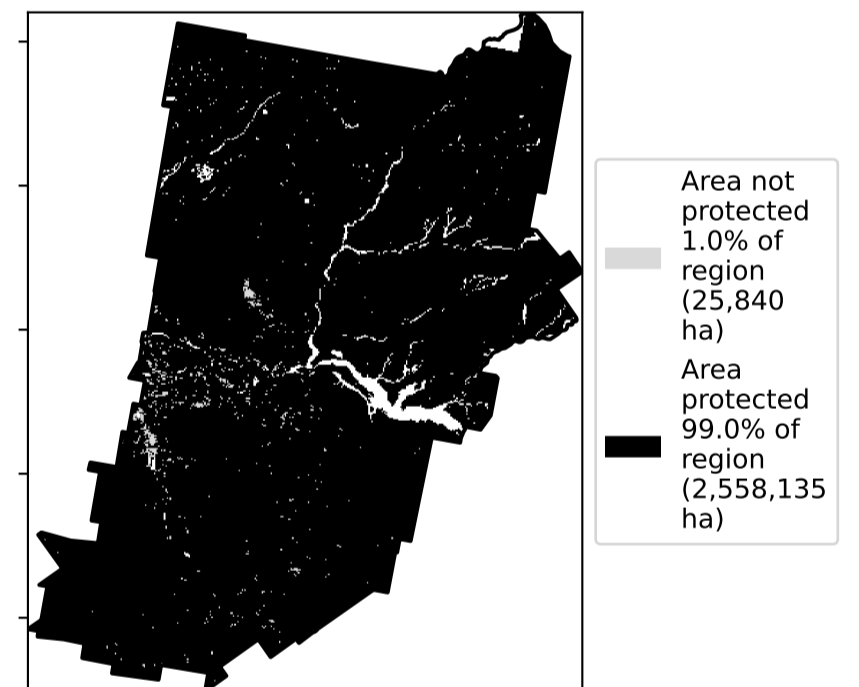 Area not
protected
1.0% of
region
(25,840
ha)
Area
protected
99.0% of
region
(2,558,135
ha)